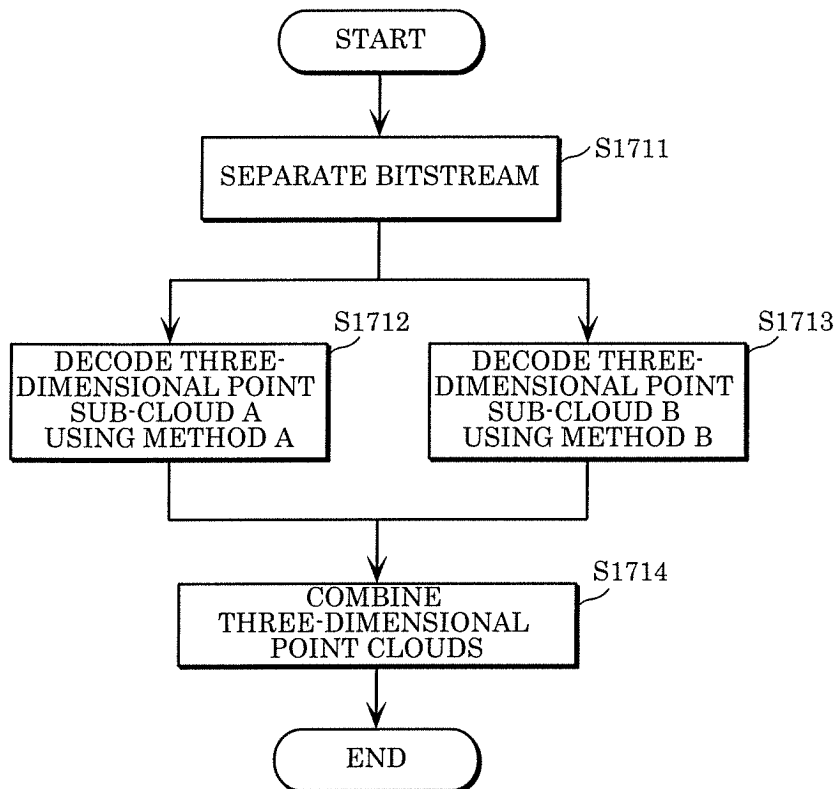 START
SEPARATE BITSTREAM
S1711
S1712
DECODE THREE-
DIMENSIONAL POINT
SUB-CLOUD A
USING METHOD A
S1713
DECODE THREE-
DIMENSIONAL POINT
SUB-CLOUD B
USING METHOD B
S1714
COMBINE
THREE-DIMENSIONAL
POINT CLOUDS
END